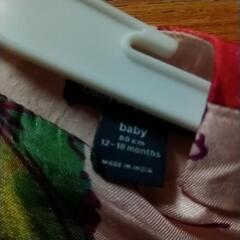 baby
80 cm
12-18 months
MADE IN INDIA